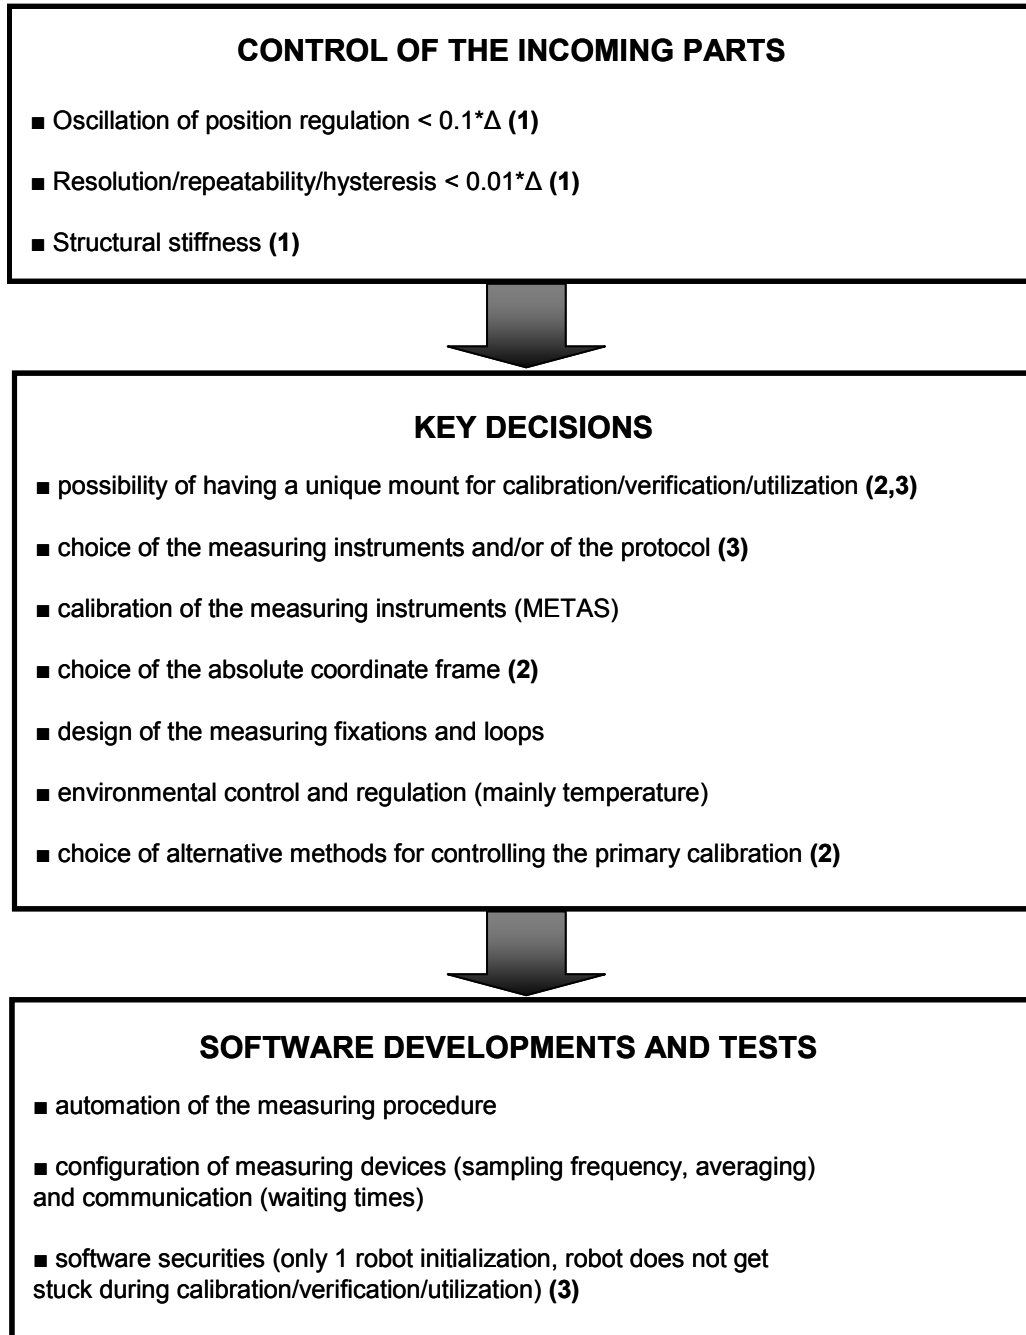 CONTROL OF THE INCOMING PARTS
■ Oscillation of position regulation < 0.1*Δ (1)
■ Resolution/repeatability/hysteresis < 0.01*Δ (1)
■ Structural stiffness (1)
KEY DECISIONS
■ possibility of having a unique mount for calibration/verification/utilization (2,3)
■ choice of the measuring instruments and/or of the protocol (3)
■ calibration of the measuring instruments (METAS)
■ choice of the absolute coordinate frame (2)
■ design of the measuring fixations and loops
■ environmental control and regulation (mainly temperature)
■ choice of alternative methods for controlling the primary calibration (2)
SOFTWARE DEVELOPMENTS AND TESTS
■ automation of the measuring procedure
■ configuration of measuring devices (sampling frequency, averaging)
and communication (waiting times)
■ software securities (only 1 robot initialization, robot does not get
stuck during calibration/verification/utilization) (3)